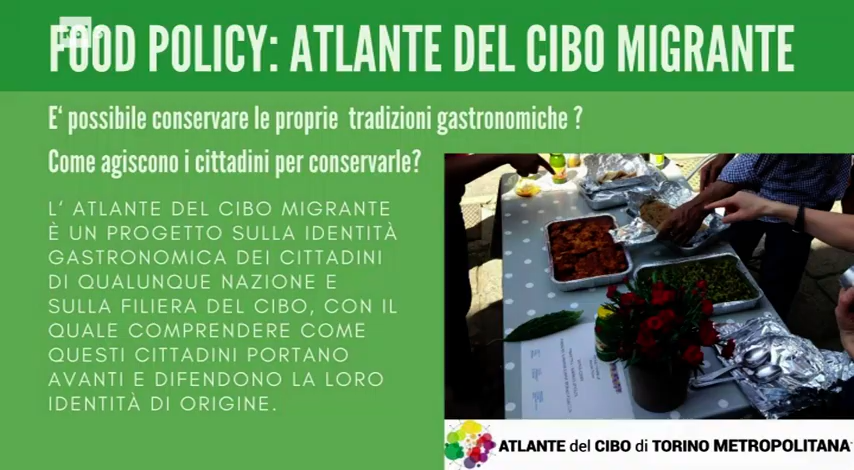 FOOD POLICY: ATLANTE DEL CIBO MIGRANTE
E' possibile conservare le proprie tradizioni gastronomiche ?
Come agiscono i cittadini per conservarle?
L' ATLANTE DEL CIBO MIGRANTE
È UN PROGETTO SULLA IDENTITÀ
GASTRONOMICA DEI CITTADINI
DI QUALUNQUE NAZIONE E
SULLA FILIERA DEL CIBO, CON IL
QUALE COMPRENDERE COME
QUESTI CITTADINI PORTANO
AVANTI E DIFENDONO LA LORO
IDENTITÀ DI ORIGINE.
ATLANTE del CIBO di TORINO METROPOLITANA